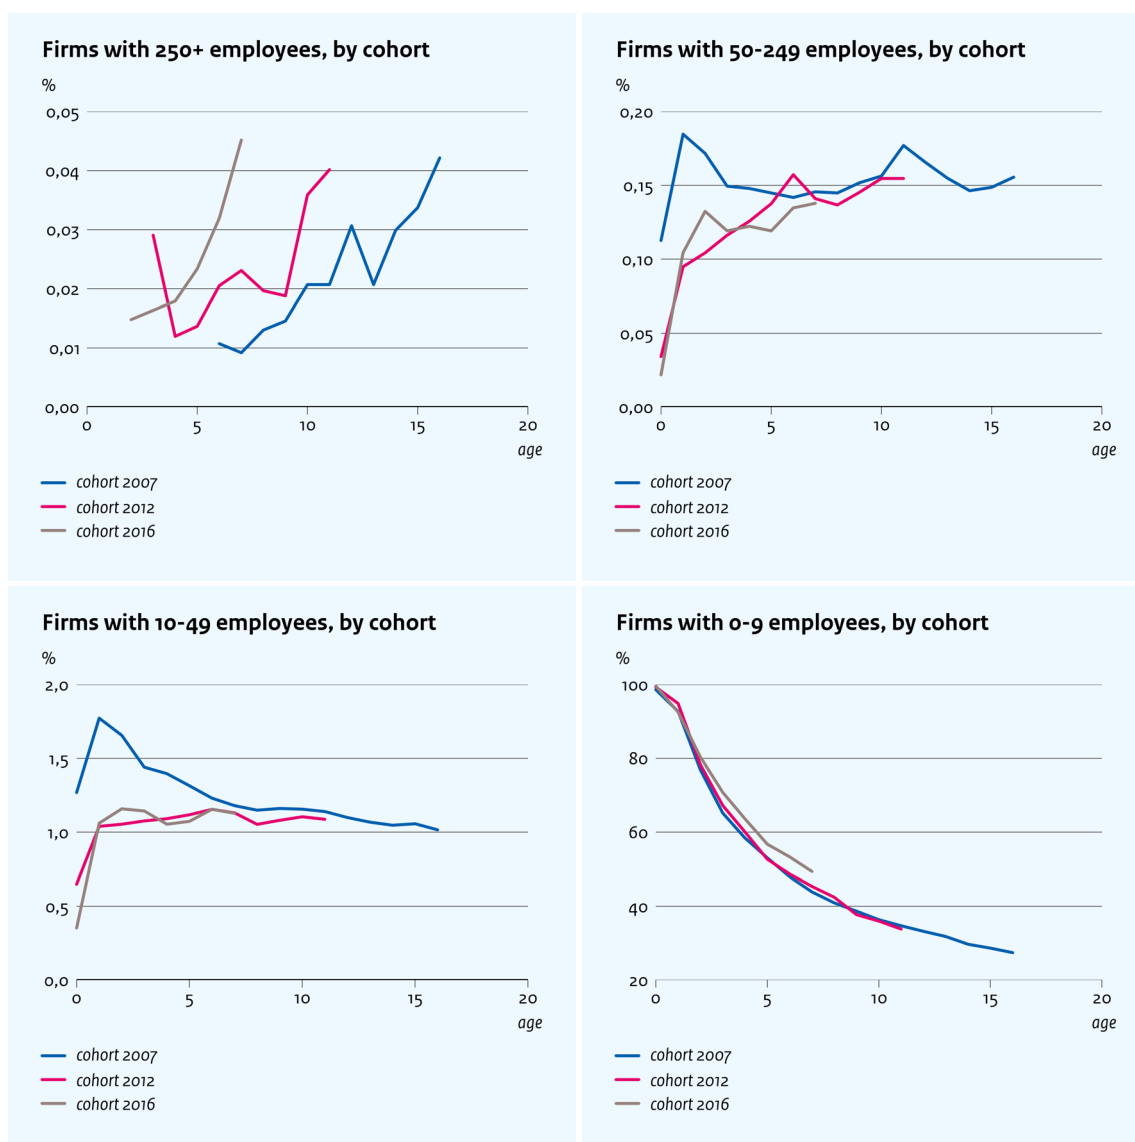 Firms with 250+ employees, by cohort
%
0,05
0,04
0,03
0,02
0,01
0,00
0 5 10 15 20
age
cohort 2007
cohort 2012
cohort 2016
Firms with 50-249 employees, by cohort
%
0,20
0,15
0,10
0,05
0,00
0 5 10 15 20
age
cohort 2007
cohort 2012
cohort 2016
Firms with 10-49 employees, by cohort
%
2,0
1,5
1,0
0,5
0,0
0 5 10 15 20
age
cohort 2007
cohort 2012
cohort 2016
Firms with 0-9 employees, by cohort
%
100
80
60
40
20
0 5 10 15 20
age
cohort 2007
cohort 2012
cohort 2016